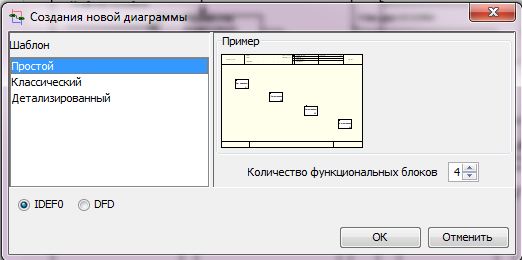 Создания новой диаграммы
Шаблон
Простой
Классический
Детализированный
Пример
Количество функциональных блоков 4
IDEF0 DFD
OK Отменить